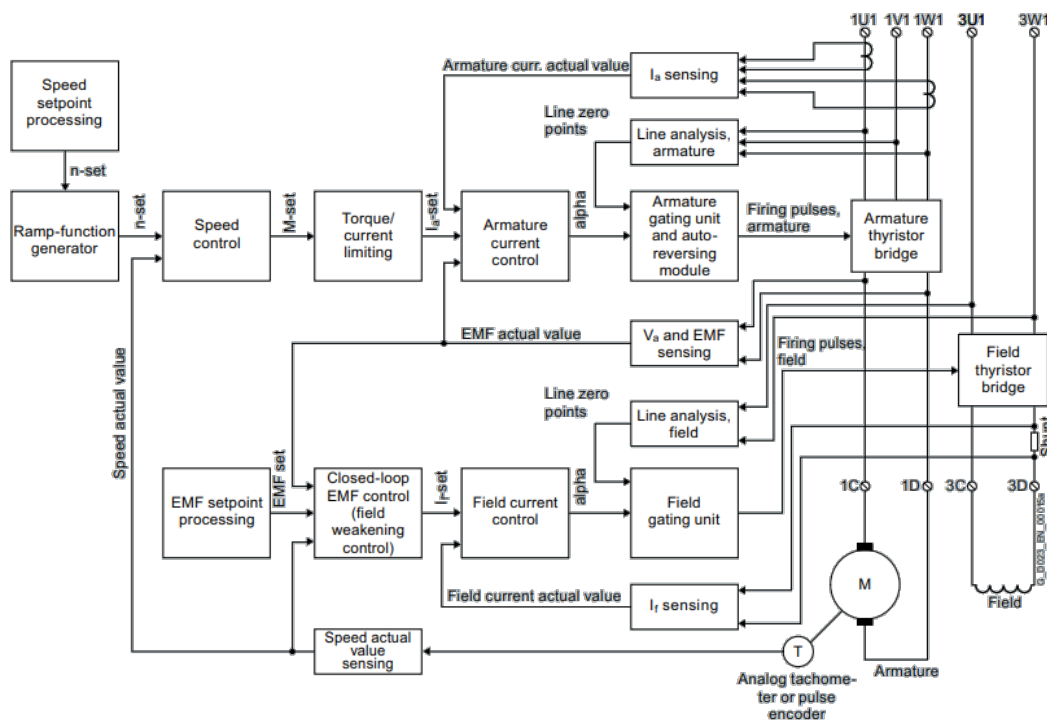 1U1
1V1
1W1
3U1
3W1
Armature curr. actual value
Ia sensing
Speed
setpoint
processing
Line zero
points
Line analysis,
armature
n-set
Ramp-function
generator
n-set
Speed
control
M-set
Torque/
current
limiting
Ia-set
Armature
current
control
alpha
Armature
gating unit
and auto-
reversing
module
Firing pulses,
armature
Armature
thyristor
bridge
EMF actual value
Va and EMF
sensing
Firing pulses,
field
Field
thyristor
bridge
Speed actual value
Line zero
points
Line analysis,
field
Shunt
EMF setpoint
processing
EMF set
Closed-loop
EMF control
(field
weakening
control)
If-set
Field current
control
alpha
Field
gating unit
1C
1D
3C
3D
G_D023_EN_00015a
M
Field
Field current actual value
If sensing
Speed actual
value
sensing
T
Armature
Analog tachome-
ter or pulse
encoder